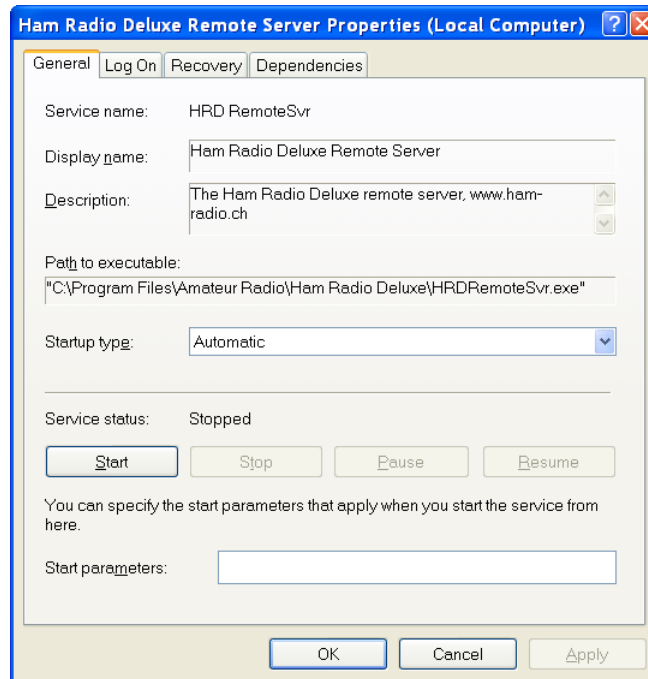 Ham Radio Deluxe Remote Server Properties (Local Computer)
General Log On Recovery Dependencies
Service name: HRD RemoteSvr
Display name: Ham Radio Deluxe Remote Server
Description: The Ham Radio Deluxe remote server, www.ham-
radio.ch
Path to executable:
"C:\Program Files\Amateur Radio\Ham Radio Deluxe\HRDRemoteSvr.exe"
Startup type: Automatic
Service status: Stopped
Start Stop Pause Resume
You can specify the start parameters that apply when you start the service from
here.
Start parameters:
OK Cancel Apply